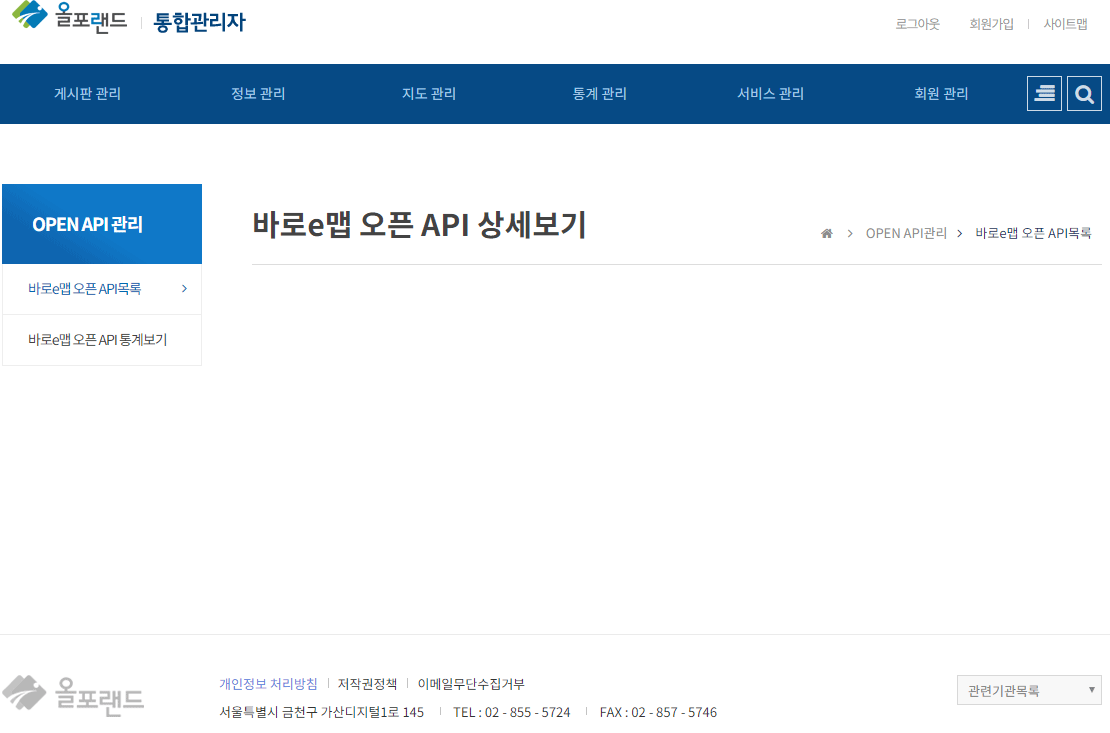 올포랜드 통합관리자
로그아웃 회원가입 사이트맵
게시판 관리 정보 관리 지도 관리 통계 관리 서비스 관리 회원 관리
OPEN API 관리
바로e맵 오픈 API목록
바로e맵 오픈 API 통계보기
바로e맵 오픈 API 상세보기
OPEN API관리 바로e맵 오픈 API목록
올포랜드
개인정보 처리방침 저작권정책 이메일무단수집거부
서울특별시 금천구 가산디지털1로 145 TEL : 02 - 855 - 5724 FAX : 02 - 857 - 5746
관련기관목록